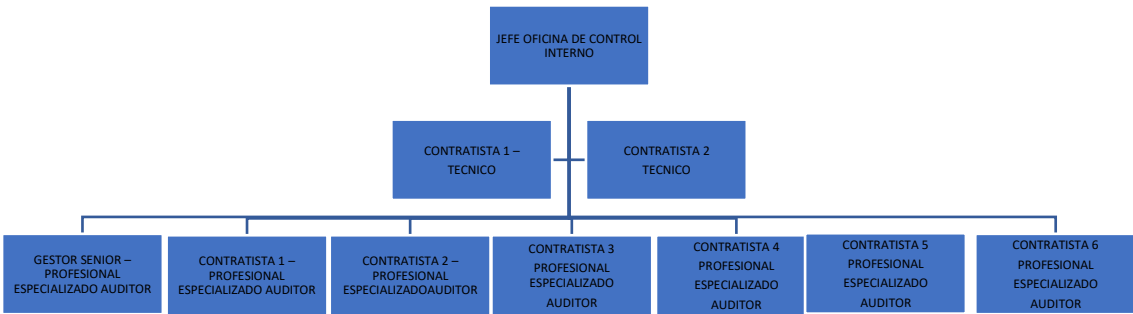 JEFE OFICINA DE CONTROL
INTERNO
CONTRATISTA 1 –
TECNICO
CONTRATISTA 2
TECNICO
GESTOR SENIOR –
PROFESIONAL
ESPECIALIZADO AUDITOR
CONTRATISTA 1 –
PROFESIONAL
ESPECIALIZADO AUDITOR
CONTRATISTA 2 –
PROFESIONAL
ESPECIALIZADOAUDITOR
CONTRATISTA 3
PROFESIONAL
ESPECIALIZADO
AUDITOR
CONTRATISTA 4
PROFESIONAL
ESPECIALIZADO
AUDITOR
CONTRATISTA 5
PROFESIONAL
ESPECIALIZADO
AUDITOR
CONTRATISTA 6
PROFESIONAL
ESPECIALIZADO
AUDITOR